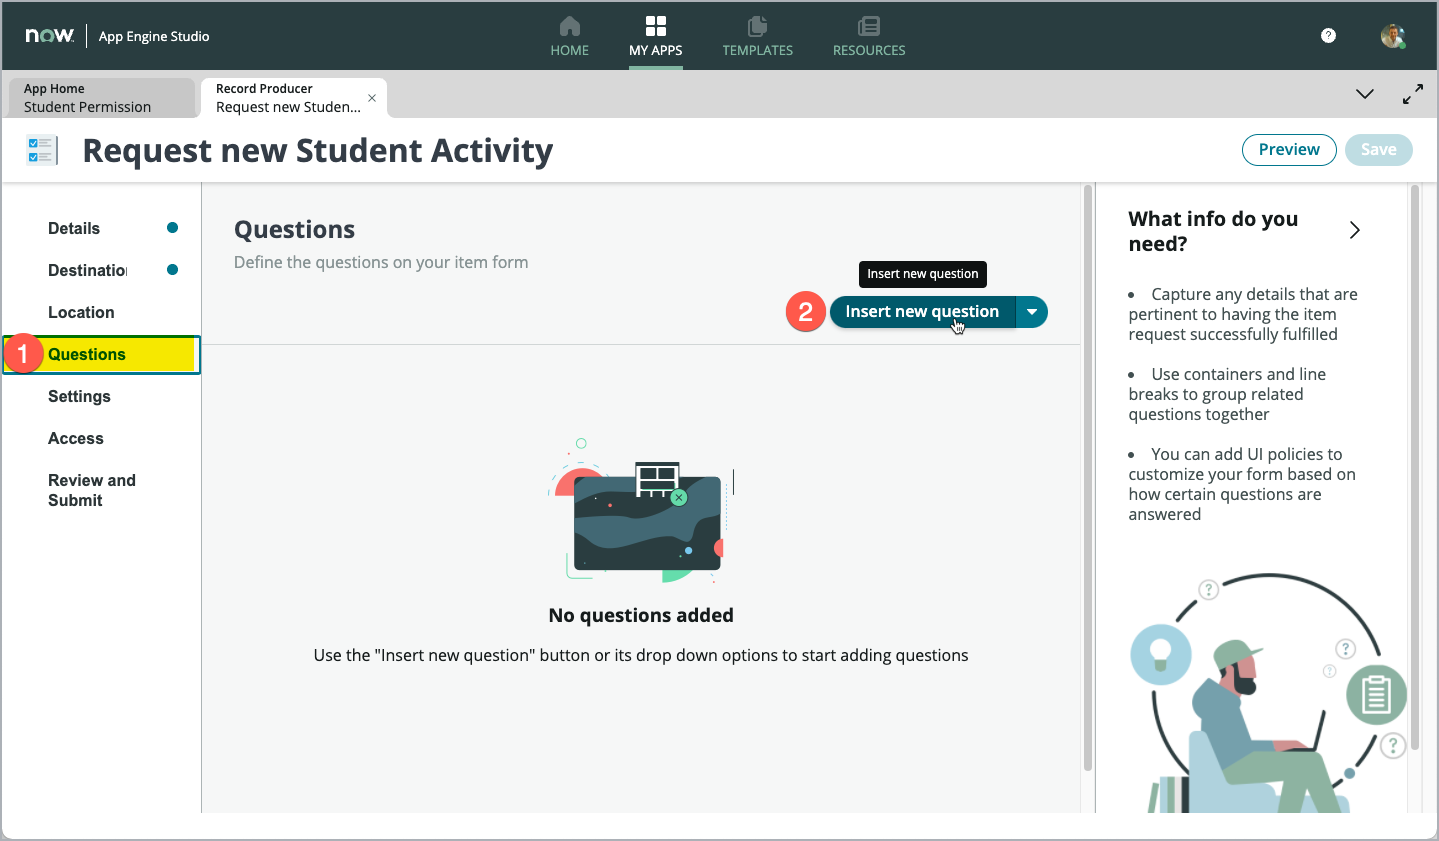 now
App Engine Studio
HOME
MY APPS
TEMPLATES
RESOURCES
?
App Home
Student Permission
Record Producer
Request new Studen...
Request new Student Activity
Preview
Save
Details
Destination
Location
1
Questions
Settings
Access
Review and
Submit
Questions
Define the questions on your item form
Insert new question
2
Insert new question
No questions added
Use the "Insert new question" button or its drop down options to start adding questions
What info do you
need?
• Capture any details that are
pertinent to having the item
request successfully fulfilled
• Use containers and line
breaks to group related
questions together
• You can add UI policies to
customize your form based on
how certain questions are
answered
?
?
?
?